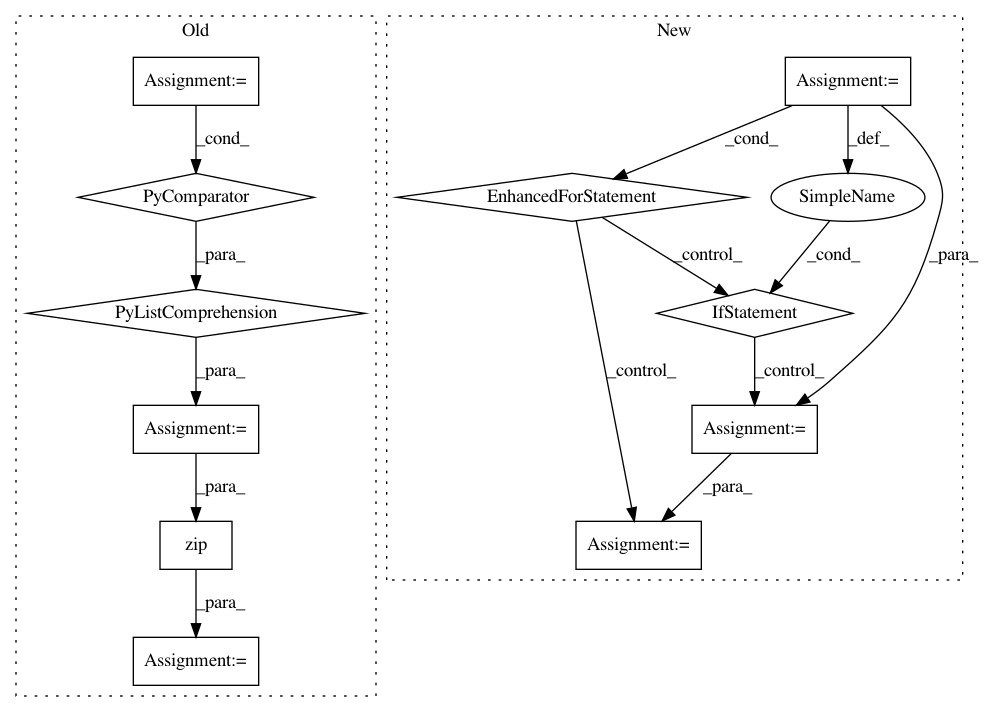 Old
New
Assignment:=
Assignment:=
_cond_
_cond_
_def_
PyComparator
EnhancedForStatement
SimpleName
_para_
_control_
_cond_
_para_
PyListComprehension
IfStatement
_para_
_control_
_control_
Assignment:=
Assignment:=
_para_
_para_
zip
Assignment:=
_para_
Assignment:=